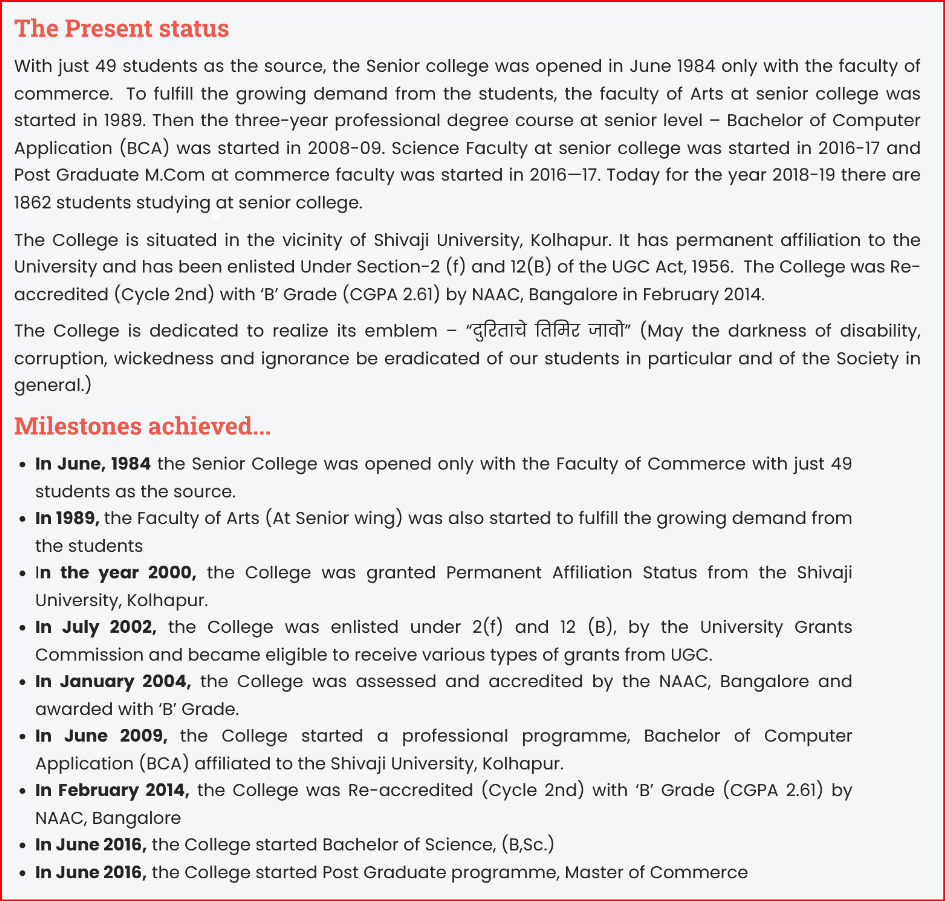 The Present status
With just 49 students as the source, the Senior college was opened in June 1984 only with the faculty of
commerce.  To fulfill the growing demand from the students, the faculty of Arts at senior college was
started in 1989. Then the three-year professional degree course at senior level – Bachelor of Computer
Application (BCA) was started in 2008-09. Science Faculty at senior college was started in 2016-17 and
Post Graduate M.Com at commerce faculty was started in 2016—17. Today for the year 2018-19 there are
1862 students studying at senior college.
The College is situated in the vicinity of Shivaji University, Kolhapur. It has permanent affiliation to the
University and has been enlisted Under Section-2 (f) and 12(B) of the UGC Act, 1956.  The College was Re-
accredited (Cycle 2nd) with ‘B’ Grade (CGPA 2.61) by NAAC, Bangalore in February 2014.
The College is dedicated to realize its emblem – “दुरिताचे तिमिर जावो” (May the darkness of disability,
corruption, wickedness and ignorance be eradicated of our students in particular and of the Society in
general.)
Milestones achieved...
• In June, 1984 the Senior College was opened only with the Faculty of Commerce with just 49
students as the source.
• In 1989, the Faculty of Arts (At Senior wing) was also started to fulfill the growing demand from
the students
• In the year 2000, the College was granted Permanent Affiliation Status from the Shivaji
University, Kolhapur.
• In July 2002, the College was enlisted under 2(f) and 12 (B), by the University Grants
Commission and became eligible to receive various types of grants from UGC.
• In January 2004, the College was assessed and accredited by the NAAC, Bangalore and
awarded with ‘B’ Grade.
• In June 2009, the College started a professional programme, Bachelor of Computer
Application (BCA) affiliated to the Shivaji University, Kolhapur.
• In February 2014, the College was Re-accredited (Cycle 2nd) with ‘B’ Grade (CGPA 2.61) by
NAAC, Bangalore
• In June 2016, the College started Bachelor of Science, (B,Sc.)
• In June 2016, the College started Post Graduate programme, Master of Commerce